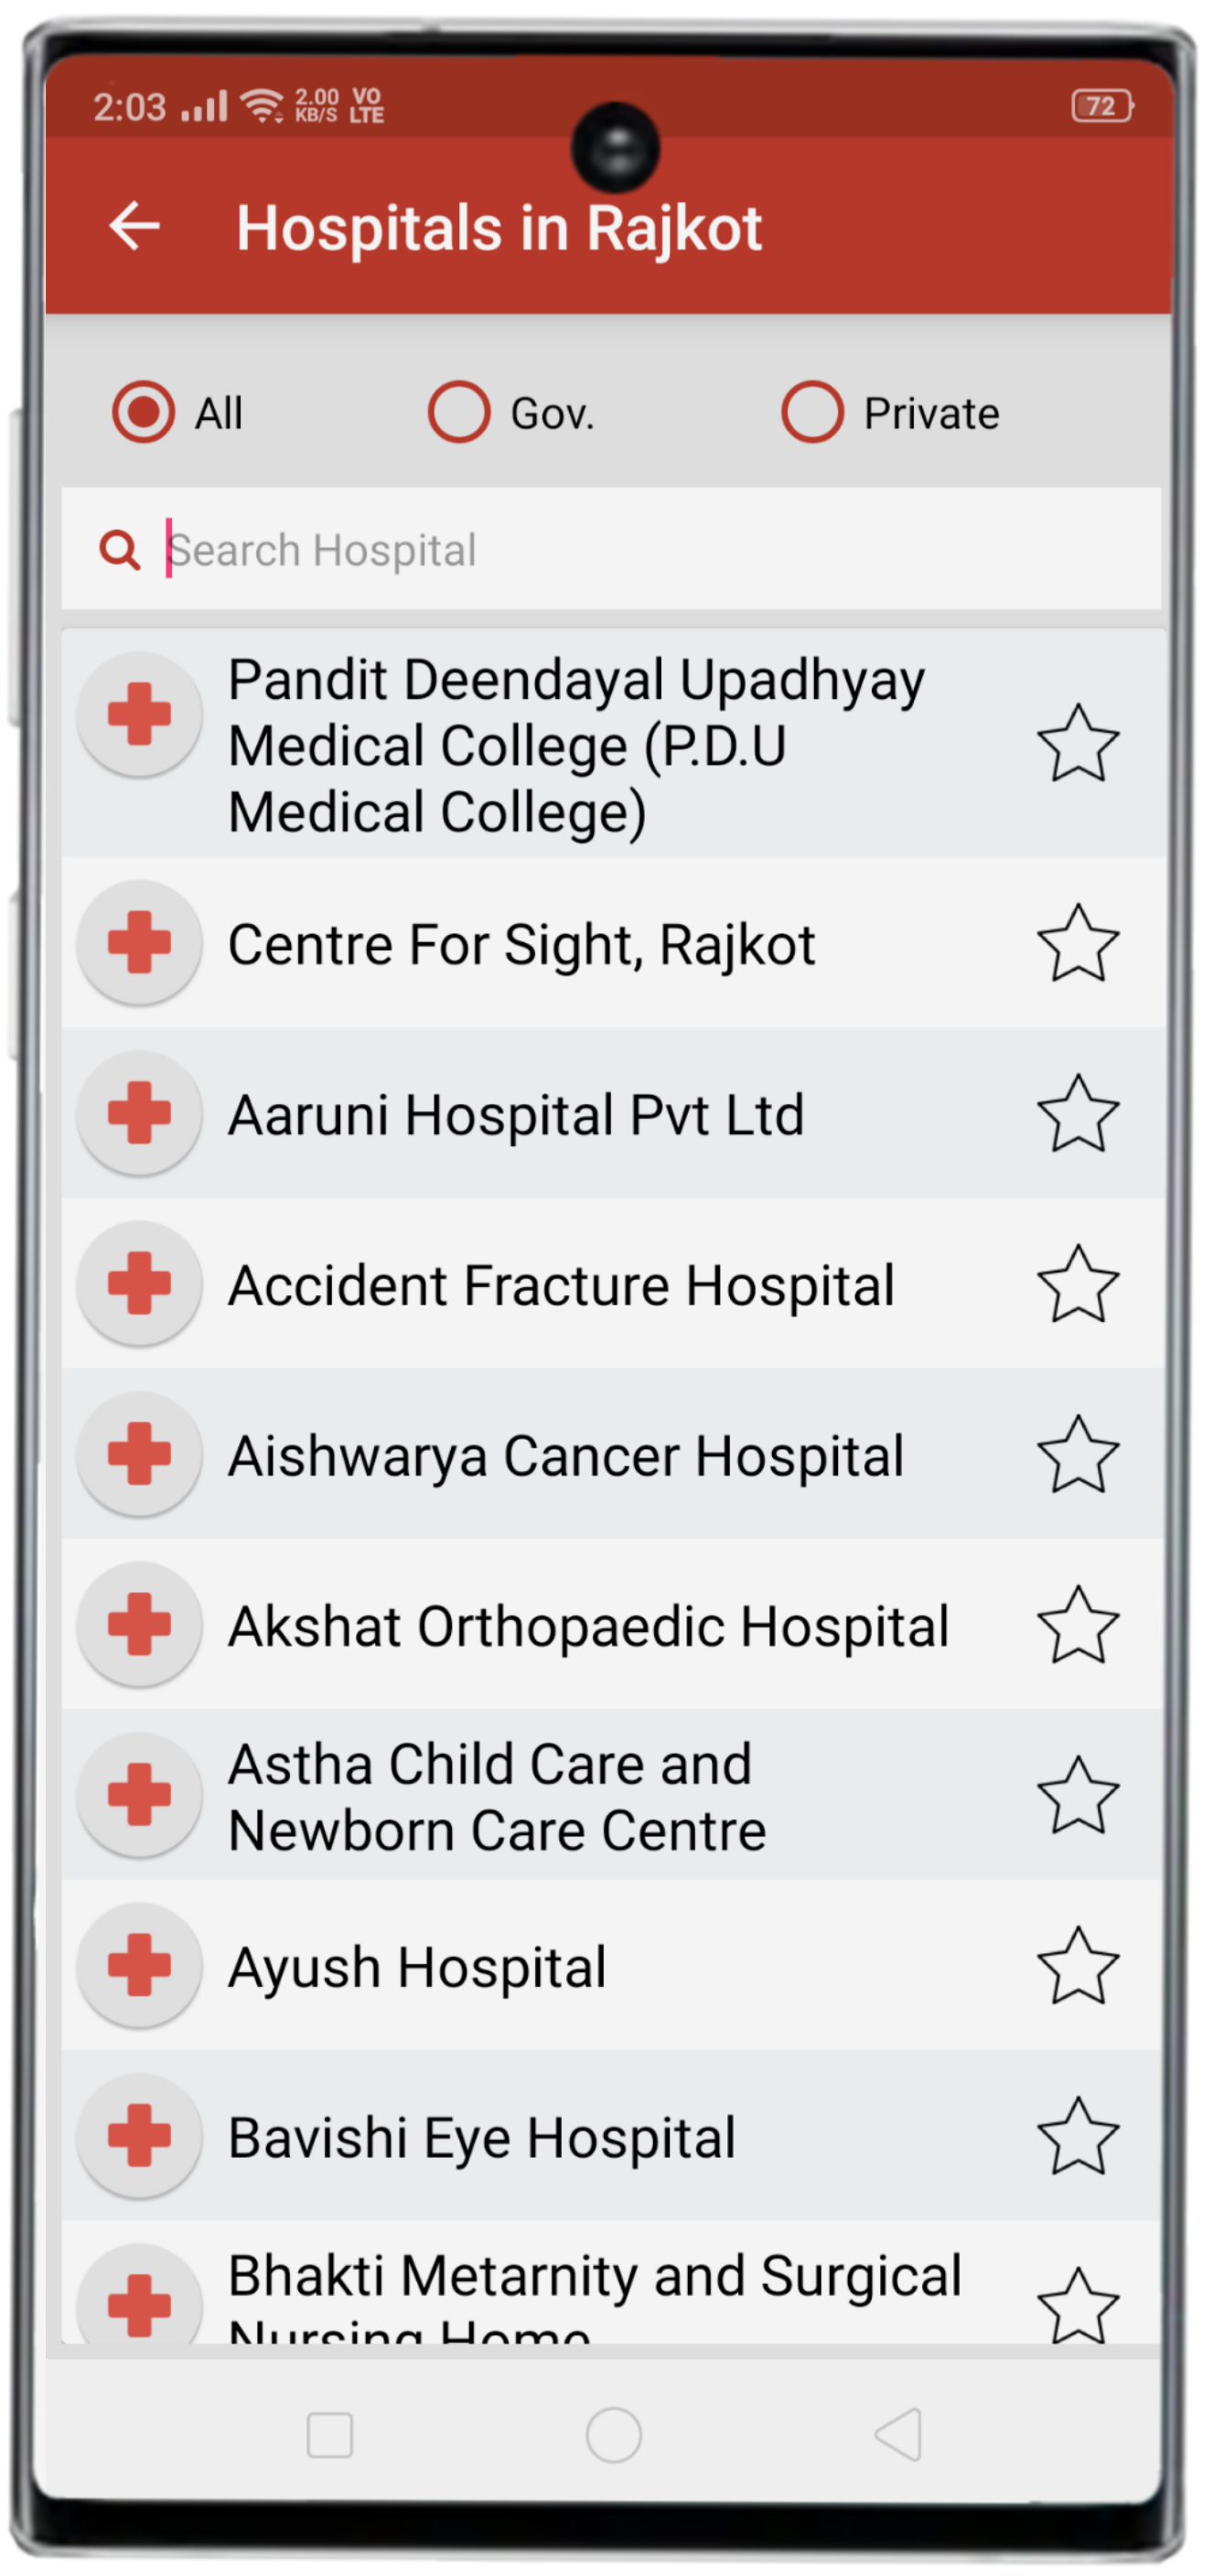 2:03 2.00 KB/S VO LTE 72
Hospitals in Rajkot
All Gov. Private
Search Hospital
Pandit Deendayal Upadhyay
Medical College (P.D.U
Medical College)
Centre For Sight, Rajkot
Aaruni Hospital Pvt Ltd
Accident Fracture Hospital
Aishwarya Cancer Hospital
Akshat Orthopaedic Hospital
Astha Child Care and
Newborn Care Centre
Ayush Hospital
Bavishi Eye Hospital
Bhakti Metarnity and Surgical
Nursing Home